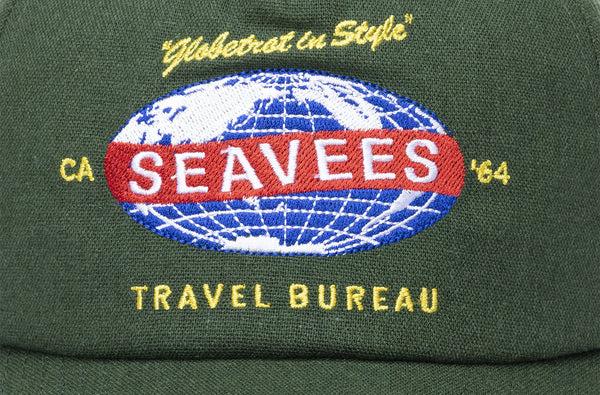 "Globetrot in Style"
CA SEAVEES '64
TRAVEL BUREAU